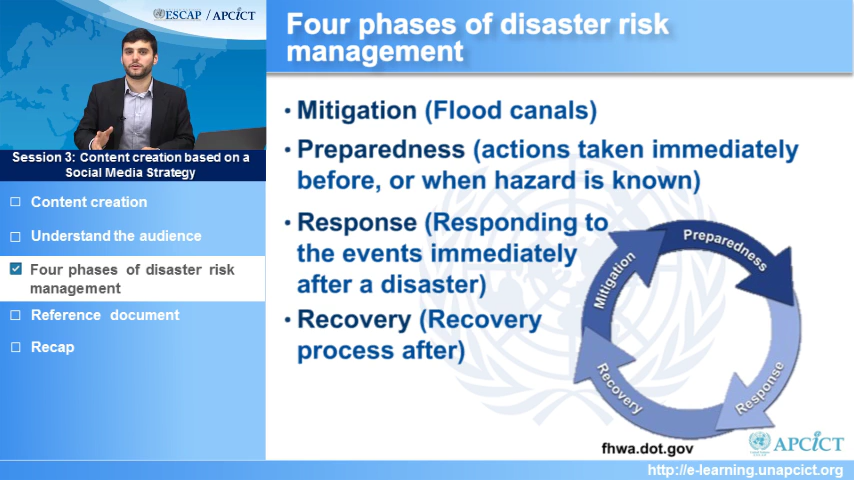 ESCAP / APCICT
Session 3: Content creation based on a
Social Media Strategy
Content creation
Understand the audience
Four phases of disaster risk
management
Reference document
Recap
Four phases of disaster risk
management
• Mitigation (Flood canals)
• Preparedness (actions taken immediately
before, or when hazard is known)
• Response (Responding to
the events immediately
after a disaster)
• Recovery (Recovery
process after)
Preparedness
Mitigation
Response
Recovery
fhwa.dot.gov
APCICT
http://e-learning.unapcict.org